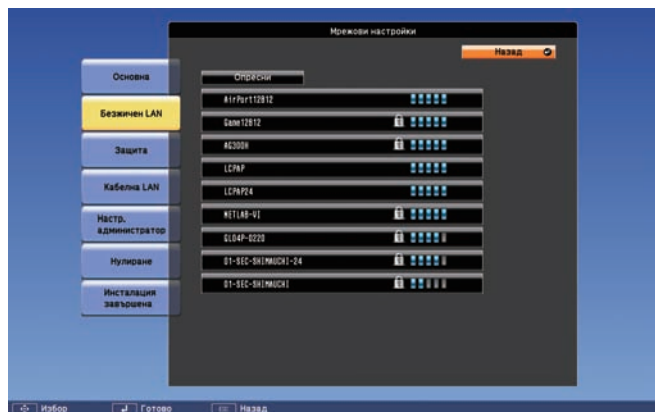 Мрежови настройки
Назад
Основна
Безжичен LAN
Защита
Кабелна LAN
Настр.
администратор
Нулиране
Инсталация
завършена
Опресни
AirPort12812
Game12812
AG300H
LCPAP
LCPAP24
NETLAB-VI
GL04P-0220
01-SEC-SHIMAUCHI-24
01-SEC-SHIMAUCHI
Избор
Готово
Назад